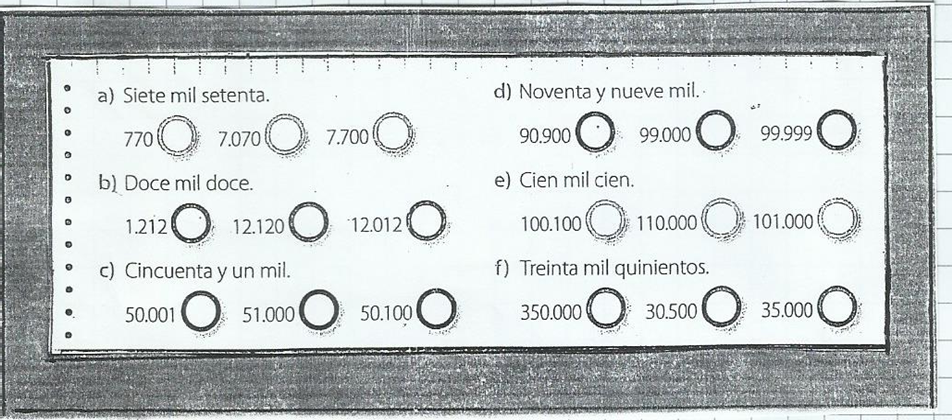 a) Siete mil setenta.
770 7.070 7.700
b) Doce mil doce.
1.212 12.120 12.012
c) Cincuenta y un mil.
50.001 51.000 50.100
d) Noventa y nueve mil.
90.900 99.000 99.999
e) Cien mil cien.
100.100 110.000 101.000
f) Treinta mil quinientos.
350.000 30.500 35.000